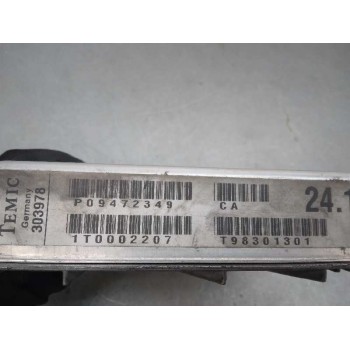 TEMIC
Germany
303978
P09472349
CA
24.1
1T0002207
T98301301